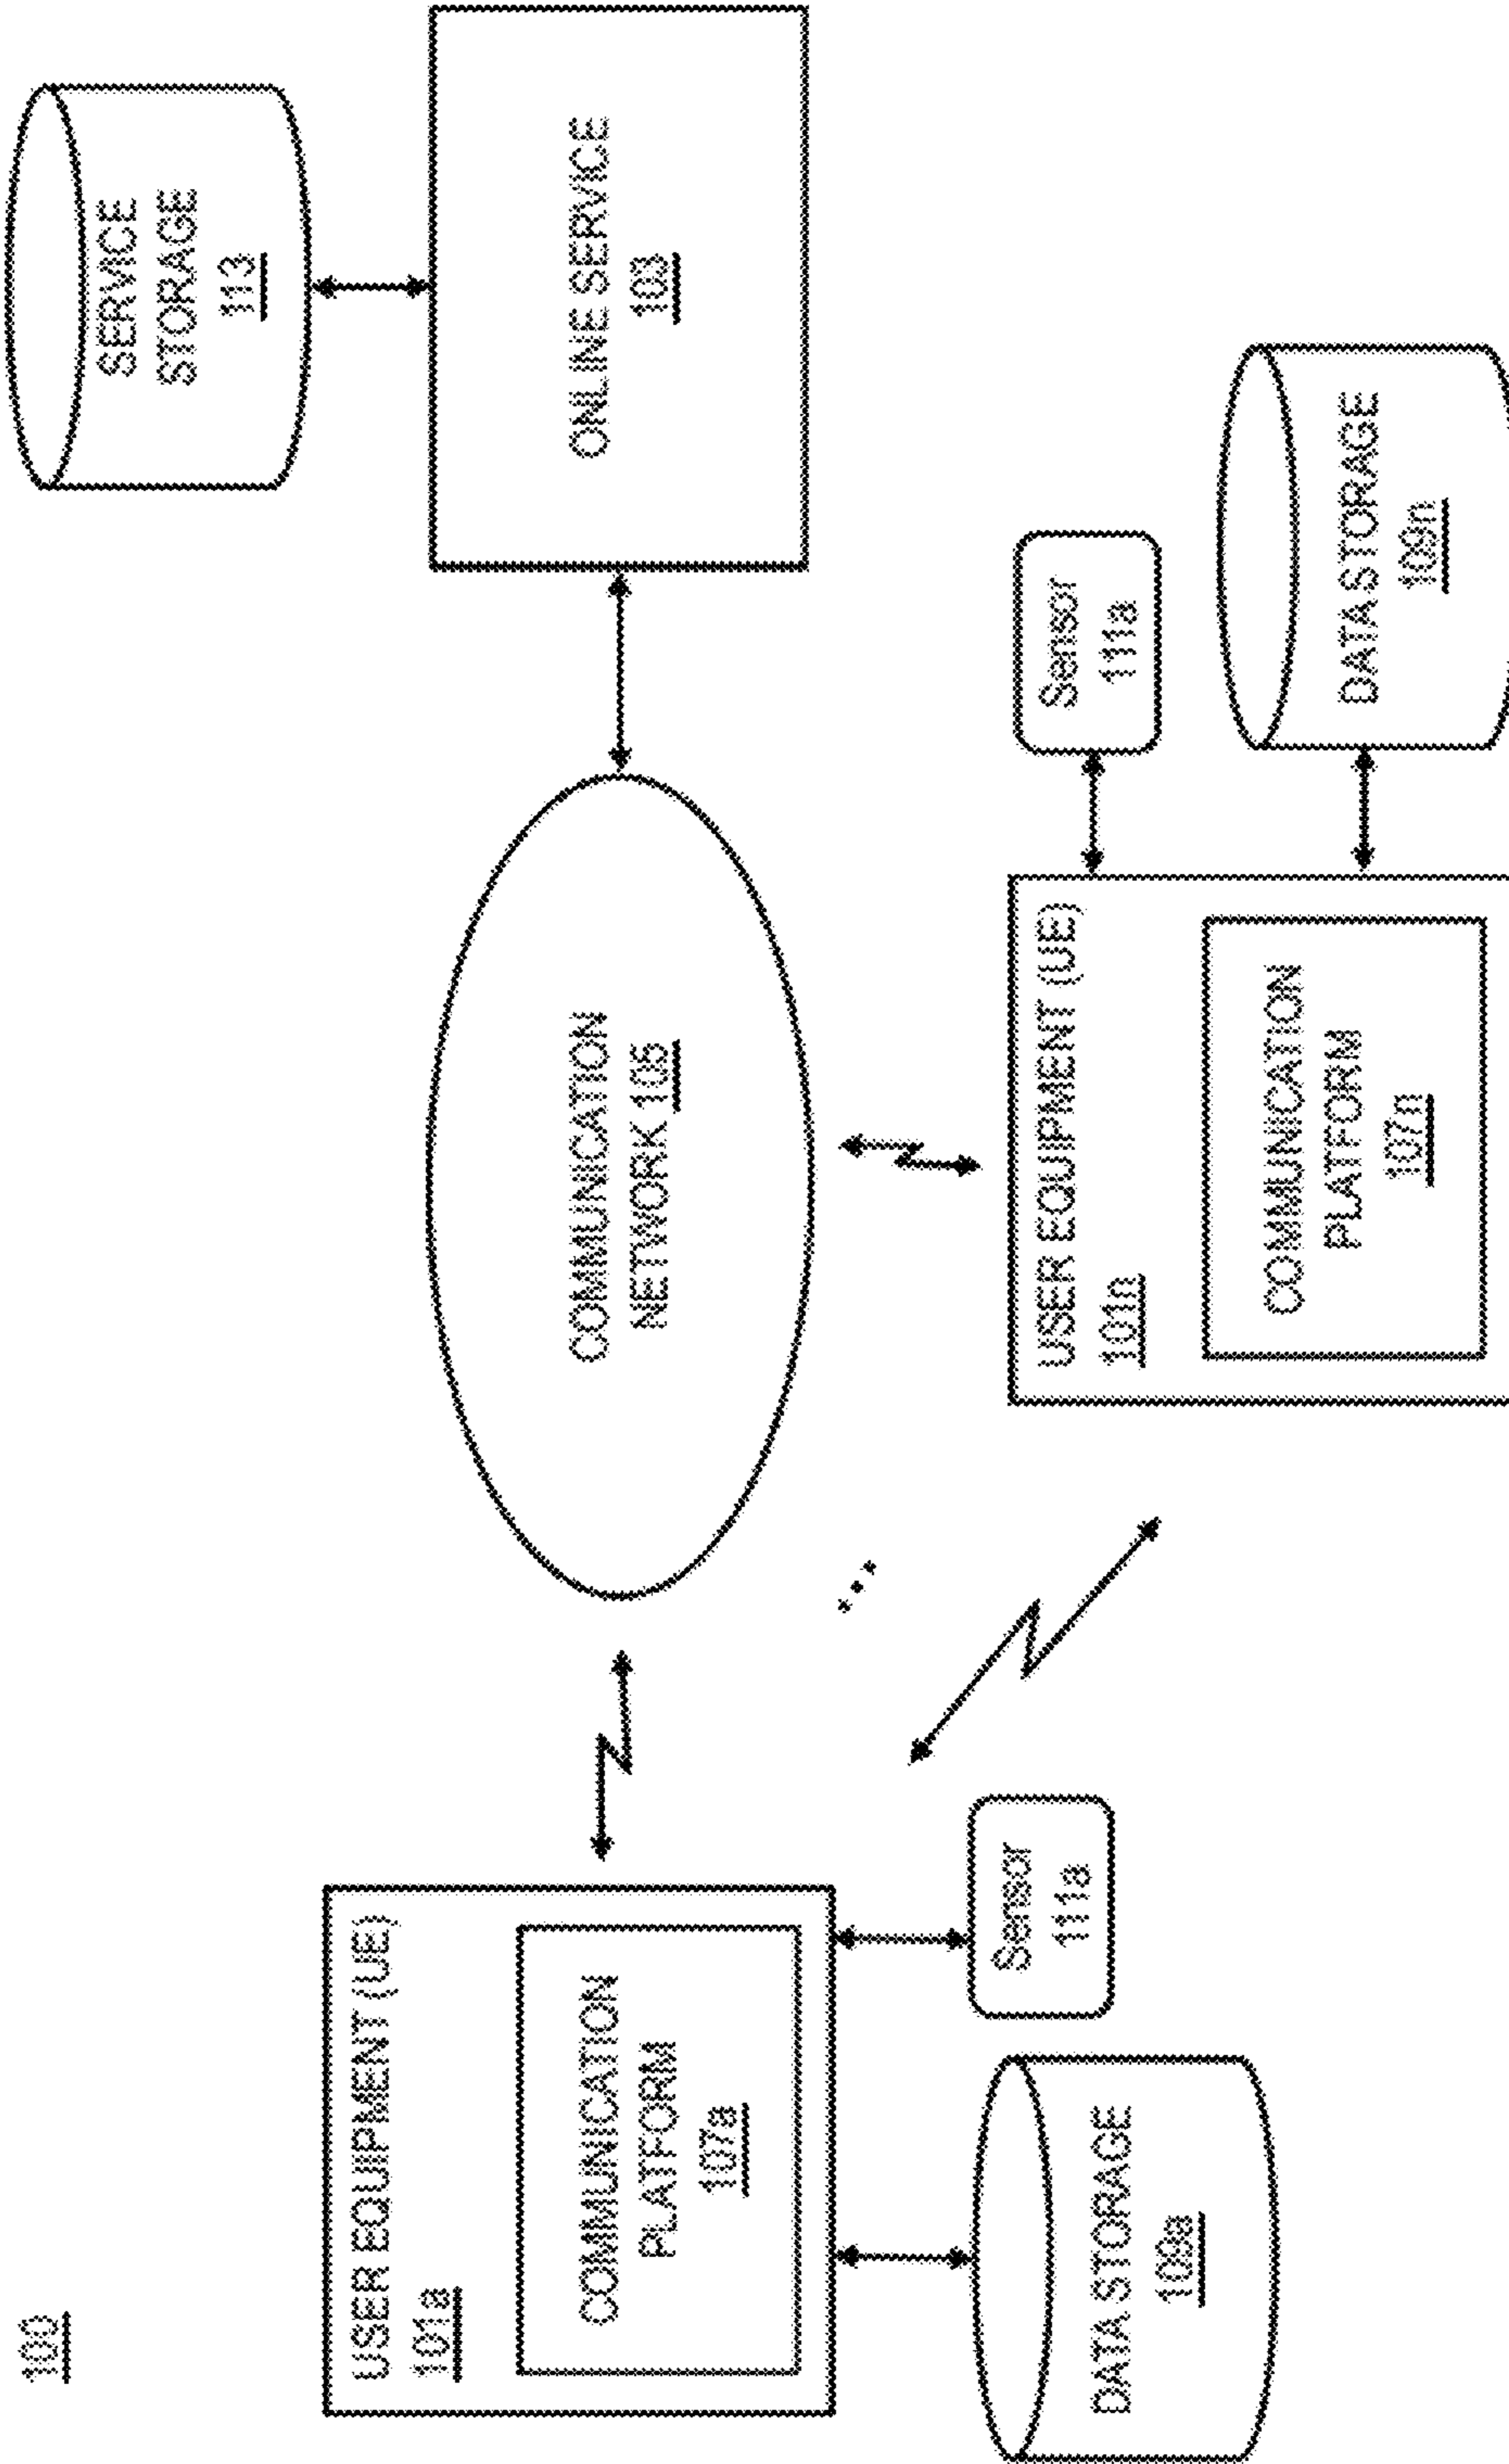 100
SERVICE
STORAGE
113
USER EQUIPMENT (UE)
101a
COMMUNICATION
PLATFORM
107a
COMMUNICATION
NETWORK 105
ONLINE SERVICE
103
DATA STORAGE
109a
Sensor
111a
USER EQUIPMENT (UE)
101n
COMMUNICATION
PLATFORM
107n
Sensor
111a
DATA STORAGE
109n